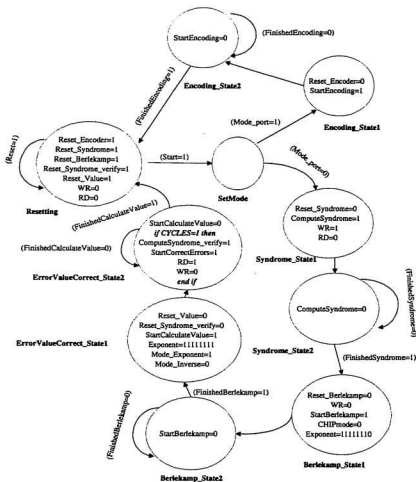 StartEncoding=0
(FinishedEncoding=0)
Encoding_State2
(FinishedEncoding=1)
Reset_Encoder=0
StartEncoding=1
Encoding_State1
(Mode_port=1)
Reset_Encoder=1
Reset_Syndrome=1
Reset_Berlekamp=1
Reset_Syndrome_verify=1
Reset_Value=1
WR=0
RD=0
(Reset=1)
Resetting
(Start=1)
SetMode
(Mode_port=0)
Reset_Syndrome=0
ComputeSyndrome=1
WR=1
RD=0
Syndrome_State1
(FinishedCalculateValue=1)
StartCalculateValue=0
if CYCLES=1 then
ComputeSyndrome_verify=1
StartCorrectErrors=1
RD=1
WR=0
end if
(FinishedCalculateValue=0)
ErrorValueCorrect_State2
ComputeSyndrome=0
(FinishedSyndrome=0)
Syndrome_State2
(FinishedSyndrome=1)
Reset_Value=0
Reset_Syndrome_verify=0
StartCalculateValue=1
Exponent=11111111
Mode_Exponent=1
Mode_Inverse=0
ErrorValueCorrect_State1
(FinishedBerlekamp=1)
Reset_Berlekamp=0
WR=0
StartBerlekamp=1
CHIPmode=0
Exponent=11111110
Berlekamp_State1
StartBerlekamp=0
(FinishedBerlekamp=0)
Berlekamp_State2